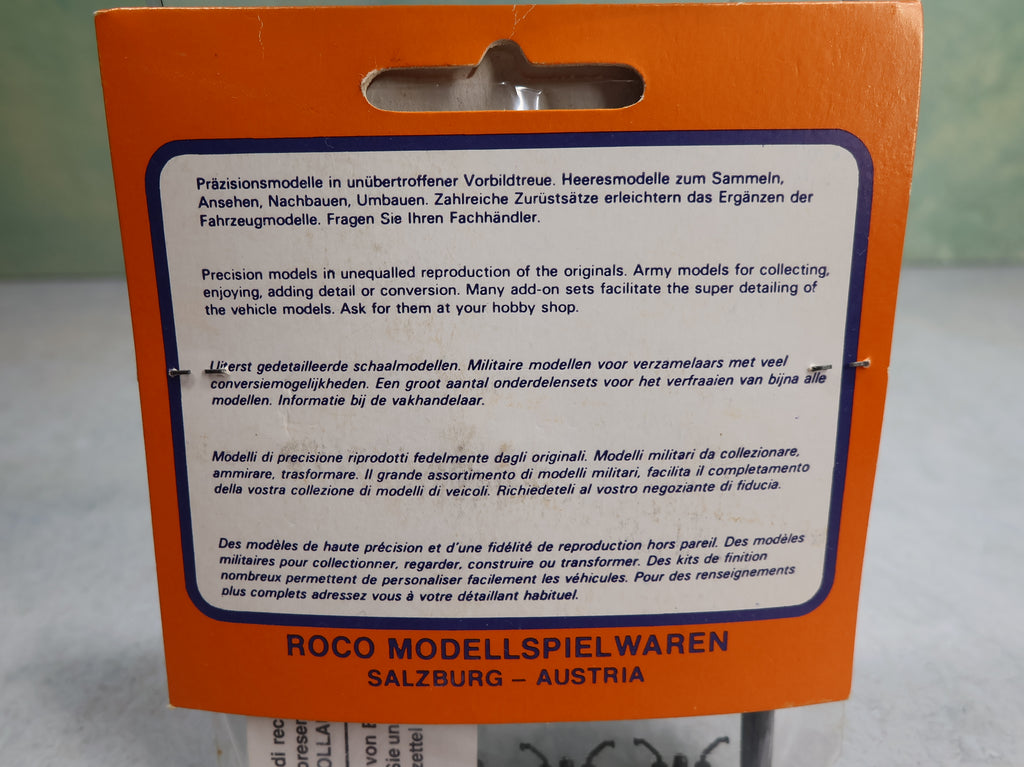 Präzisionsmodelle in unübertroffener Vorbildtreue. Heeresmodelle zum Sammeln,
Ansehen, Nachbauen, Umbauen. Zahlreiche Zurüstsätze erleichtern das Ergänzen der
Fahrzeugmodelle. Fragen Sie Ihren Fachhändler.
Precision models in unequalled reproduction of the originals. Army models for collecting,
enjoying, adding detail or conversion. Many add-on sets facilitate the super detailing of
the vehicle models. Ask for them at your hobby shop.
Uiterst gedetailleerde schaalmodellen. Militaire modellen voor verzamelaars met veel
conversiemogelijkheden. Een groot aantal onderdelensets voor het verfraaien van bijna alle
modellen. Informatie bij de vakhandelaar.
Modelli di precisione riprodotti fedelmente dagli originali. Modelli militari da collezionare,
ammirare, trasformare. Il grande assortimento di modelli militari, facilita il completamento
della vostra collezione di modelli di veicoli. Richiedeteli al vostro negoziante di fiducia.
Des modèles de haute précision et d'une fidélité de reproduction hors pareil. Des modèles
militaires pour collectionner, regarder, construire ou transformer. Des kits de finition
nombreux permettent de personaliser facilement les véhicules. Pour des renseignements
plus complets adressez vous à votre détaillant habituel.
ROCO MODELLSPIELWAREN
SALZBURG – AUSTRIA
di rec
presen
OLLA
von E
Sie un
zettel